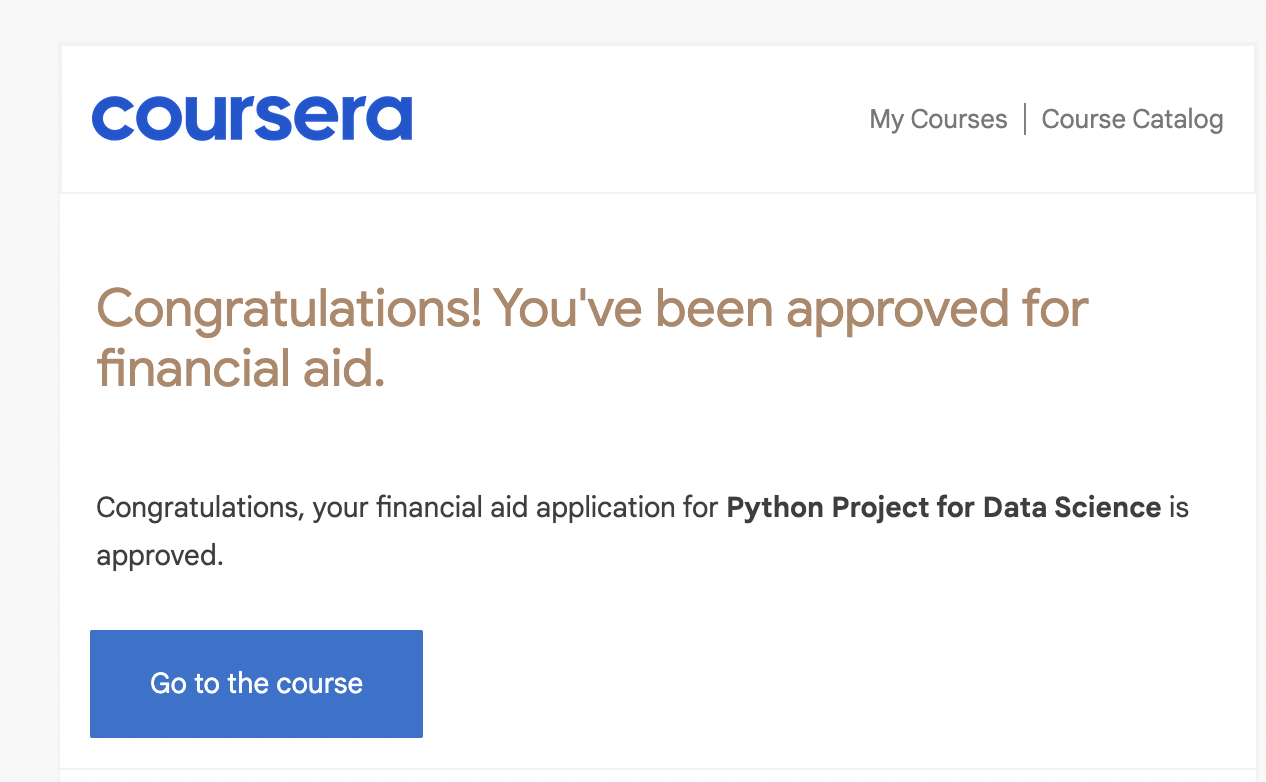 coursera
My Courses | Course Catalog
Congratulations! You've been approved for
financial aid.
Congratulations, your financial aid application for Python Project for Data Science is
approved.
Go to the course